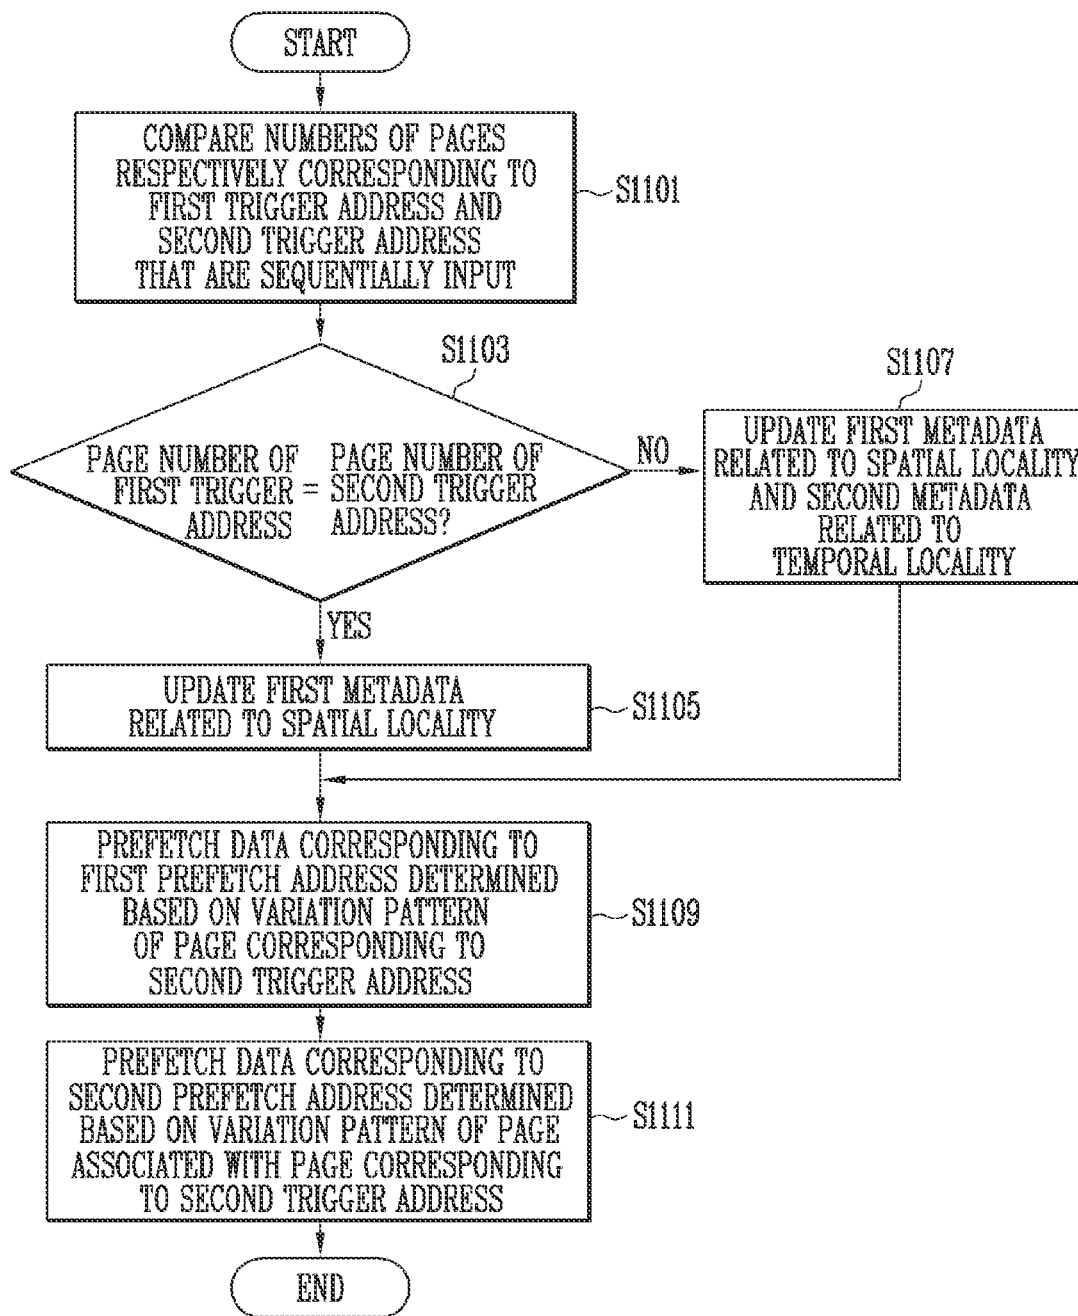 START
COMPARE NUMBERS OF PAGES
RESPECTIVELY CORRESPONDING TO
FIRST TRIGGER ADDRESS AND
SECOND TRIGGER ADDRESS
THAT ARE SEQUENTIALLY INPUT
S1101
S1103
PAGE NUMBER OF
FIRST TRIGGER
ADDRESS
=
PAGE NUMBER OF
SECOND TRIGGER
ADDRESS?
NO
S1107
UPDATE FIRST METADATA
RELATED TO SPATIAL LOCALITY
AND SECOND METADATA
RELATED TO
TEMPORAL LOCALITY
YES
UPDATE FIRST METADATA
RELATED TO SPATIAL LOCALITY
S1105
PREFETCH DATA CORRESPONDING TO
FIRST PREFETCH ADDRESS DETERMINED
BASED ON VARIATION PATTERN
OF PAGE CORRESPONDING TO
SECOND TRIGGER ADDRESS
S1109
PREFETCH DATA CORRESPONDING TO
SECOND PREFETCH ADDRESS DETERMINED
BASED ON VARIATION PATTERN OF PAGE
ASSOCIATED WITH PAGE CORRESPONDING
TO SECOND TRIGGER ADDRESS
S1111
END